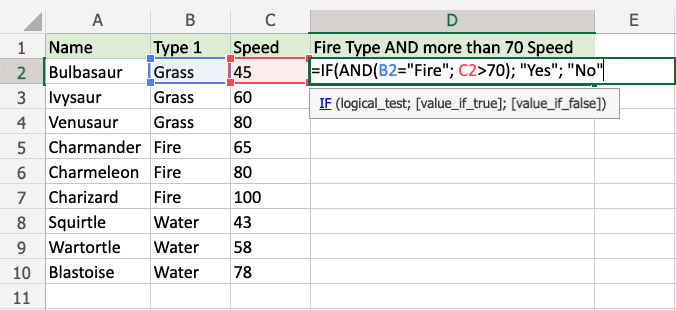 A B C D E
1 Name Type 1 Speed Fire Type AND more than 70 Speed
2 Bulbasaur Grass 45 =IF(AND(B2="Fire"; C2>70); "Yes"; "No"
3 Ivysaur Grass 60 IF (logical_test; [value_if_true]; [value_if_false])
4 Venusaur Grass 80
5 Charmander Fire 65
6 Charmeleon Fire 80
7 Charizard Fire 100
8 Squirtle Water 43
9 Wartortle Water 58
10 Blastoise Water 78
11